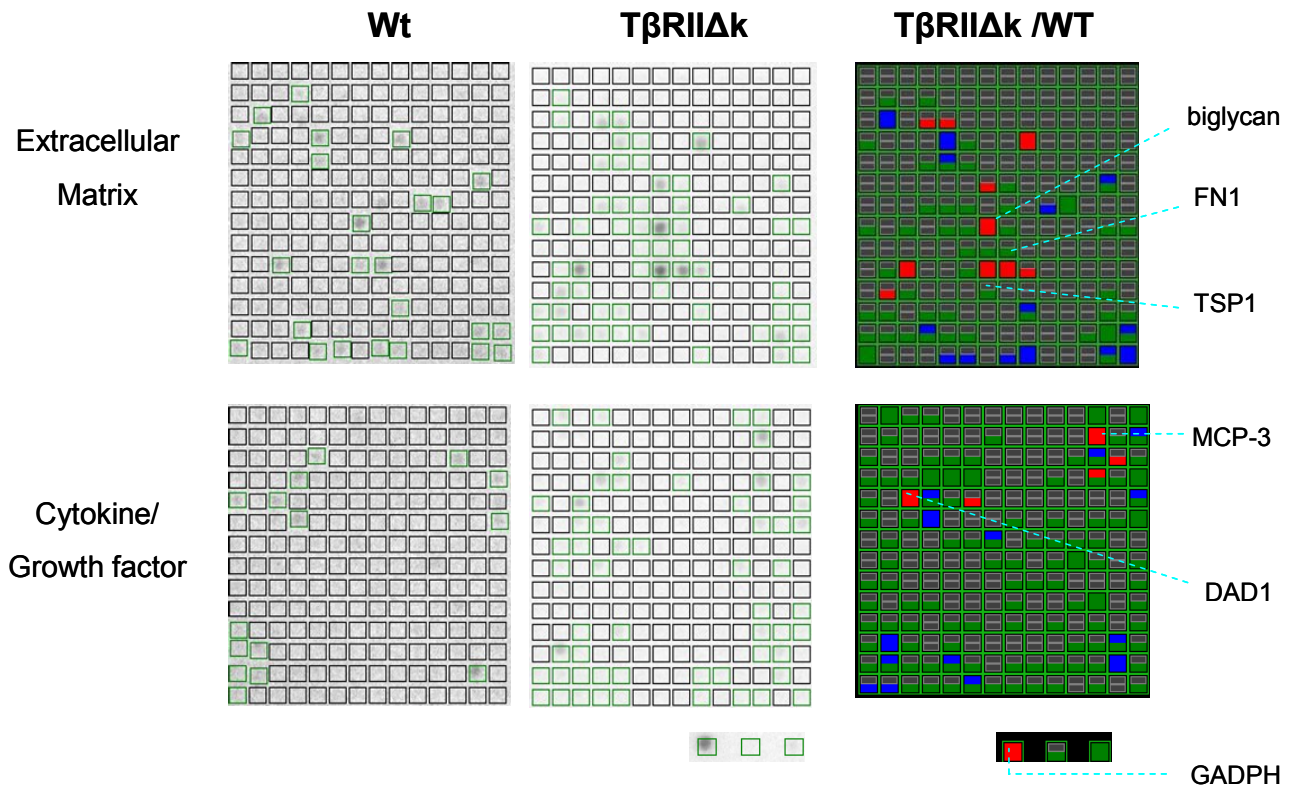 Wt
TβRIIΔk
TβRIIΔk /WT
Extracellular
Matrix
biglycan
FN1
TSP1
Cytokine/
Growth factor
MCP-3
DAD1
GADPH